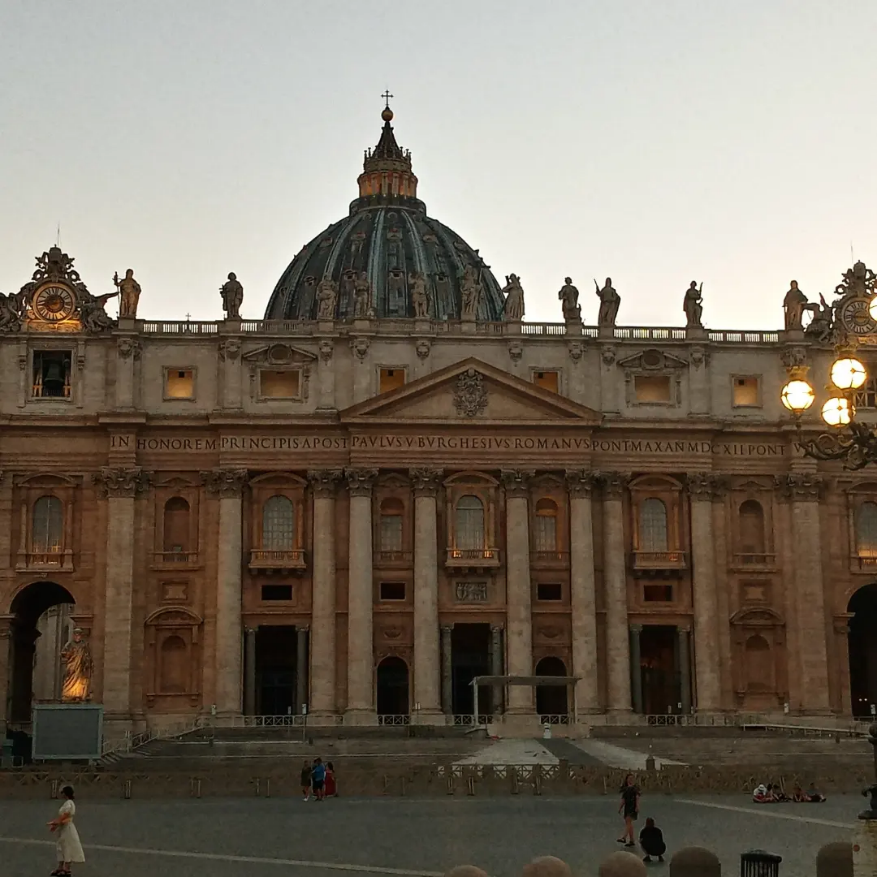 IN HONOREM PRINCIPIS APOST PAVLVS V BVRGHESIVS ROMANVS PONT MAX AN MDCXII PONT V